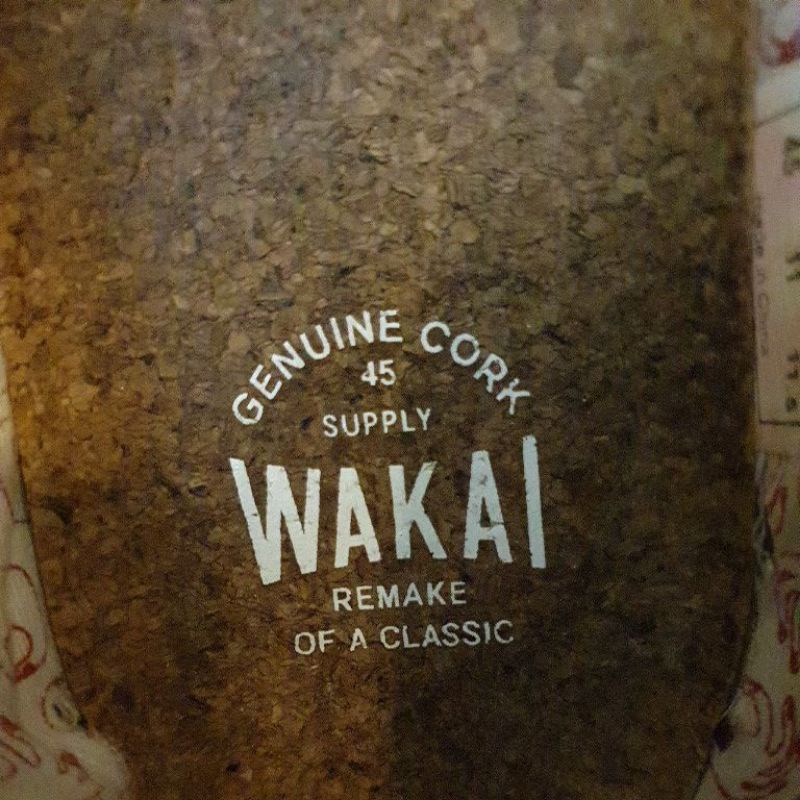 GENUINE CORK
45
SUPPLY
WAKAI
REMAKE
OF A CLASSIC